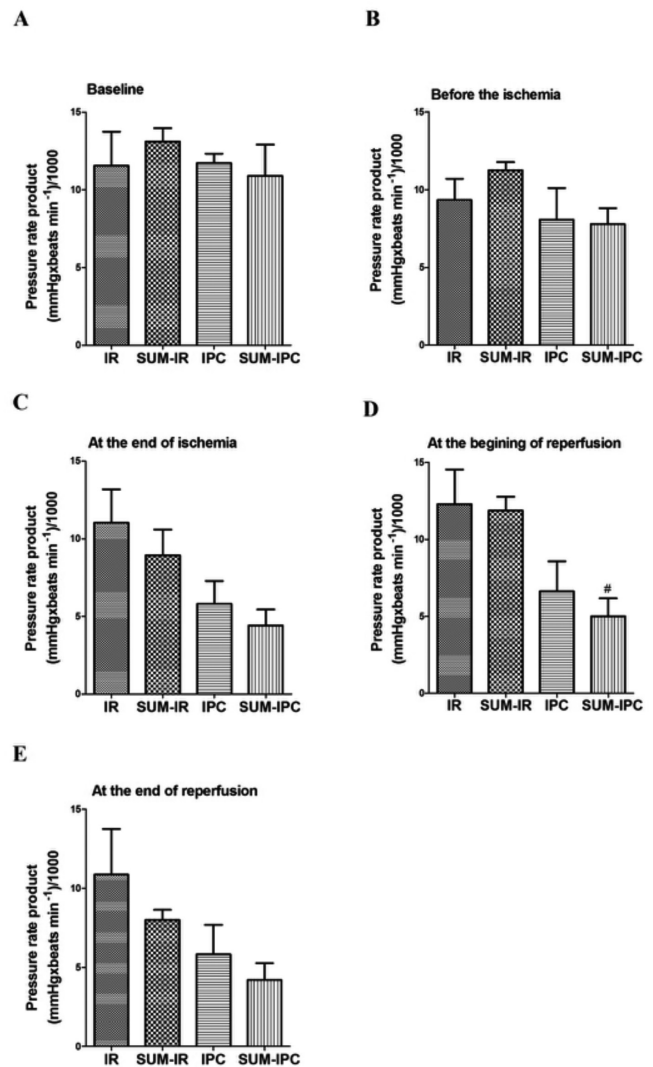 A
Baseline
Pressure rate product
(mmHgxbeats min⁻¹)/1000
15
10
5
0
IR SUM-IR IPC SUM-IPC
B
Before the ischemia
Pressure rate product
(mmHgxbeats min⁻¹)/1000
15
10
5
0
IR SUM-IR IPC SUM-IPC
C
At the end of ischemia
Pressure rate product
(mmHgxbeats min⁻¹)/1000
15
10
5
0
IR SUM-IR IPC SUM-IPC
D
At the begining of reperfusion
Pressure rate product
(mmHgxbeats min⁻¹)/1000
15
10
5
0
#
IR SUM-IR IPC SUM-IPC
E
At the end of reperfusion
Pressure rate product
(mmHgxbeats min⁻¹)/1000
15
10
5
0
IR SUM-IR IPC SUM-IPC